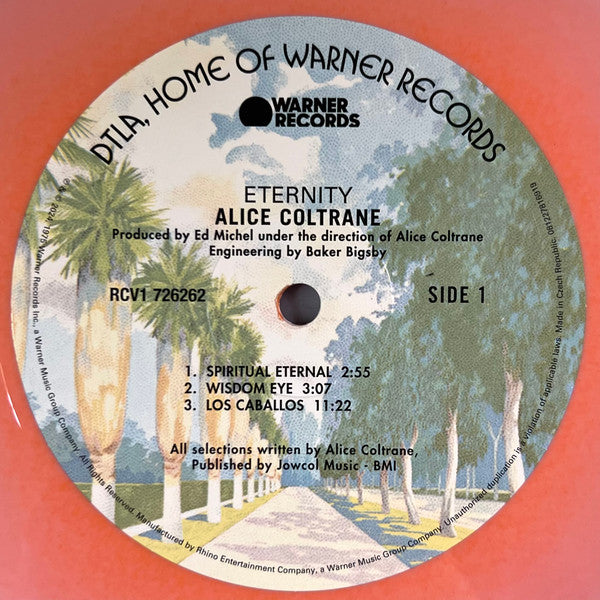 DTLA, HOME OF WARNER RECORDS
WARNER
RECORDS
ETERNITY
ALICE COLTRANE
Produced by Ed Michel under the direction of Alice Coltrane
Engineering by Baker Bigsby
RCV1 726262
SIDE 1
1. SPIRITUAL ETERNAL 2:55
2. WISDOM EYE 3:07
3. LOS CABALLOS 11:22
All selections written by Alice Coltrane,
Published by Jowcol Music - BMI
℗ © 2024, 1975 Warner Records Inc., a Warner Music Group Company. All Rights Reserved. Manufactured by Rhino Entertainment Company, a Warner Music Group Company. Unauthorized duplication is a violation of applicable laws. Made in Czech Republic. 081227816919